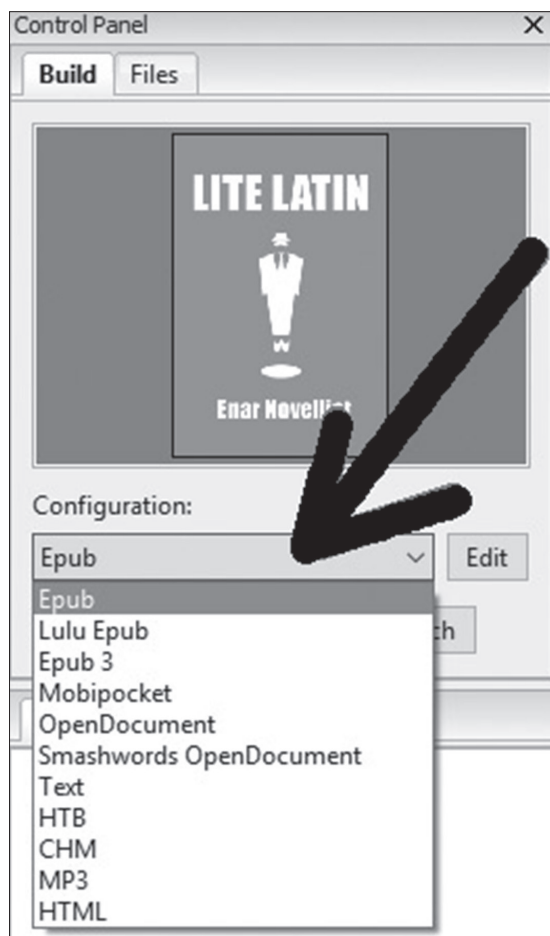 Control Panel
Build Files
LITE LATIN
Enar
Configuration:
Epub
Edit
Epub
Lulu Epub
Epub 3
Mobipocket
OpenDocument
Smashwords OpenDocument
Text
HTB
CHM
MP3
HTML